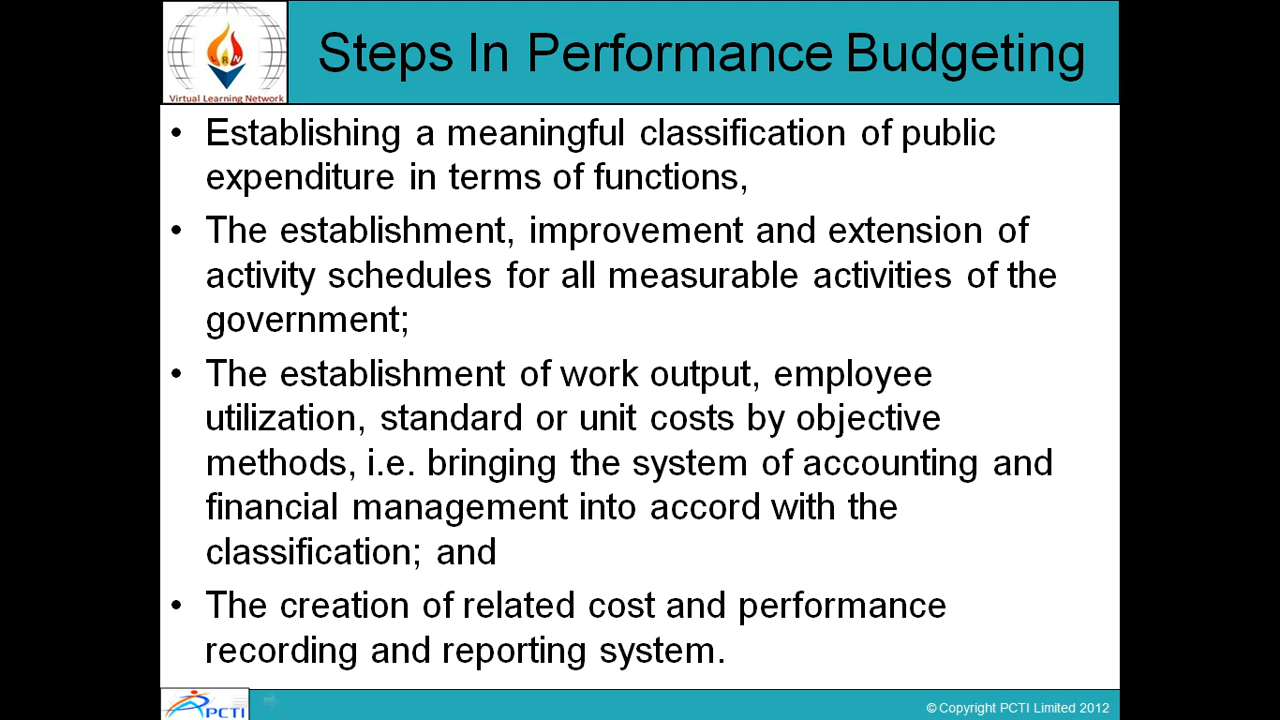 Steps In Performance Budgeting
VRN
Virtual Learning Network
• Establishing a meaningful classification of public
expenditure in terms of functions,
• The establishment, improvement and extension of
activity schedules for all measurable activities of the
government;
• The establishment of work output, employee
utilization, standard or unit costs by objective
methods, i.e. bringing the system of accounting and
financial management into accord with the
classification; and
• The creation of related cost and performance
recording and reporting system.
PCTI
© Copyright PCTI Limited 2012